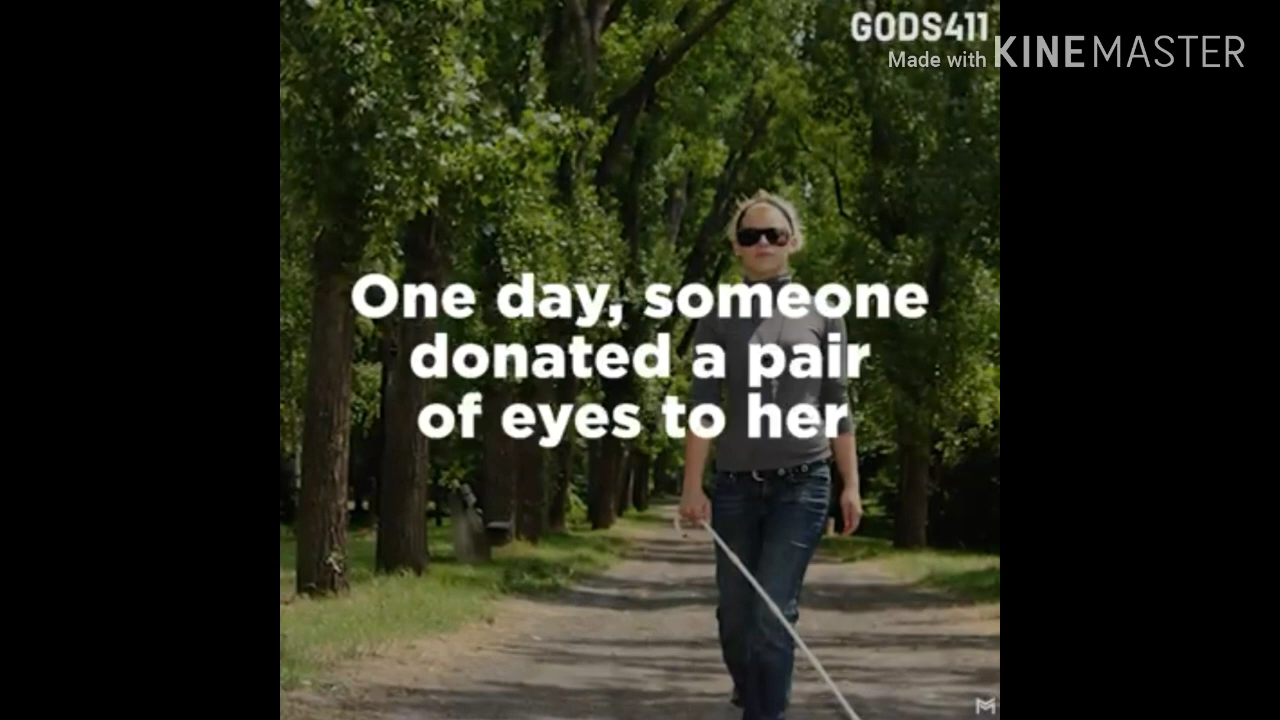 GODS411
Made with KINEMASTER
One day, someone
donated a pair
of eyes to her